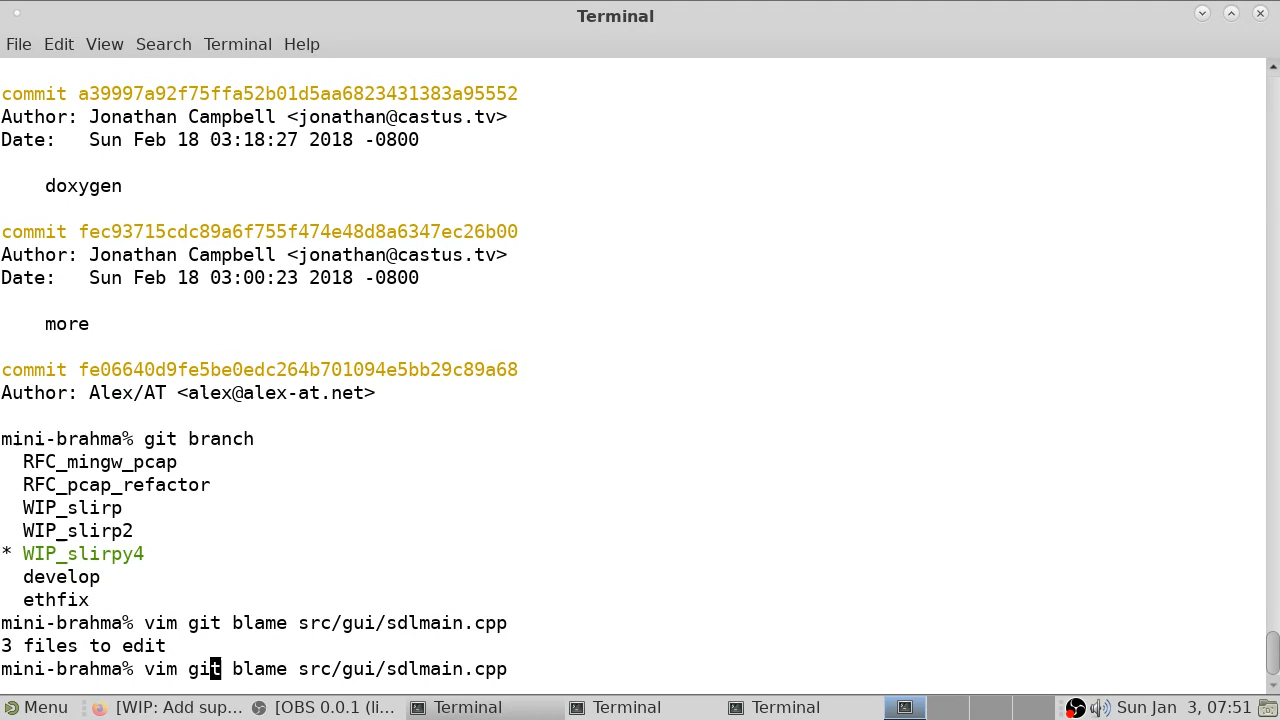 Terminal
File Edit View Search Terminal Help
commit a39997a92f75ffa52b01d5aa6823431383a95552
Author: Jonathan Campbell <jonathan@castus.tv>
Date:   Sun Feb 18 03:18:27 2018 -0800
    doxygen
commit fec93715cdc89a6f755f474e48d8a6347ec26b00
Author: Jonathan Campbell <jonathan@castus.tv>
Date:   Sun Feb 18 03:00:23 2018 -0800
    more
commit fe06640d9fe5be0edc264b701094e5bb29c89a68
Author: Alex/AT <alex@alex-at.net>
mini-brahma% git branch
  RFC_mingw_pcap
  RFC_pcap_refactor
  WIP_slirp
  WIP_slirp2
* WIP_slirpy4
  develop
  ethfix
mini-brahma% vim git blame src/gui/sdlmain.cpp
3 files to edit
mini-brahma% vim git blame src/gui/sdlmain.cpp
Menu [WIP: Add sup... [OBS 0.0.1 (li... Terminal Terminal Terminal Sun Jan  3, 07:51